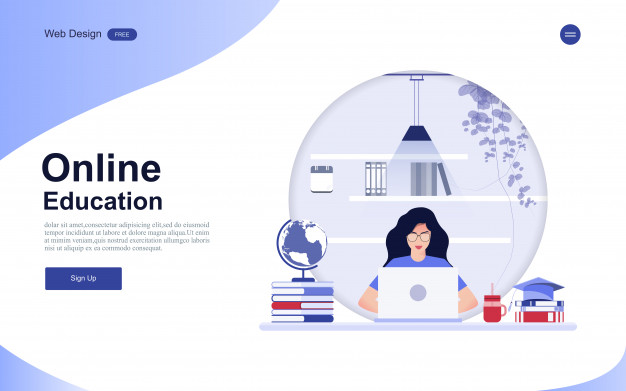 Web Design FREE
Online
Education
dolar sit amet,consectetur adipisicing elit,sed do eiusmod
tempor incididunt ut labore et dolore magna aliqua. Ut enim
ad minim veniam,quis nostrud exercitation ullamco laboris
nisi ut aliquip ex ea commodo consequat.
Sign Up